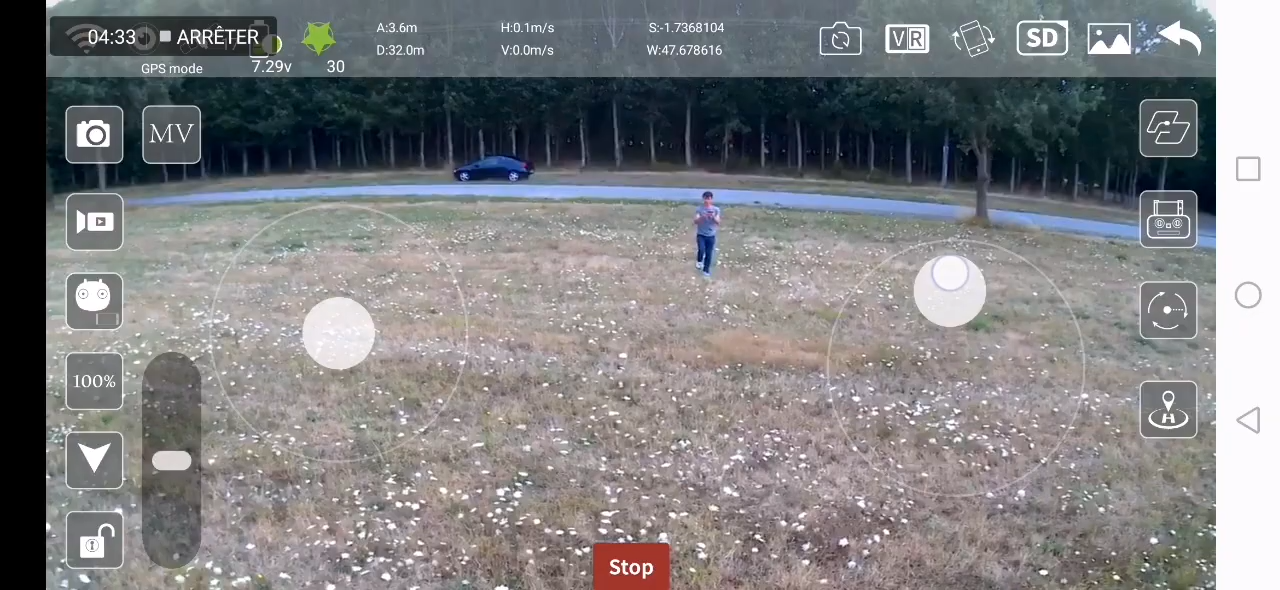 04:33 ARRÊTER
GPS mode
7.29v
30
A:3.6m
H:0.1m/s
S:-1.7368104
D:32.0m
V:0.0m/s
W:47.678616
VR
SD
MV
100%
H
Stop